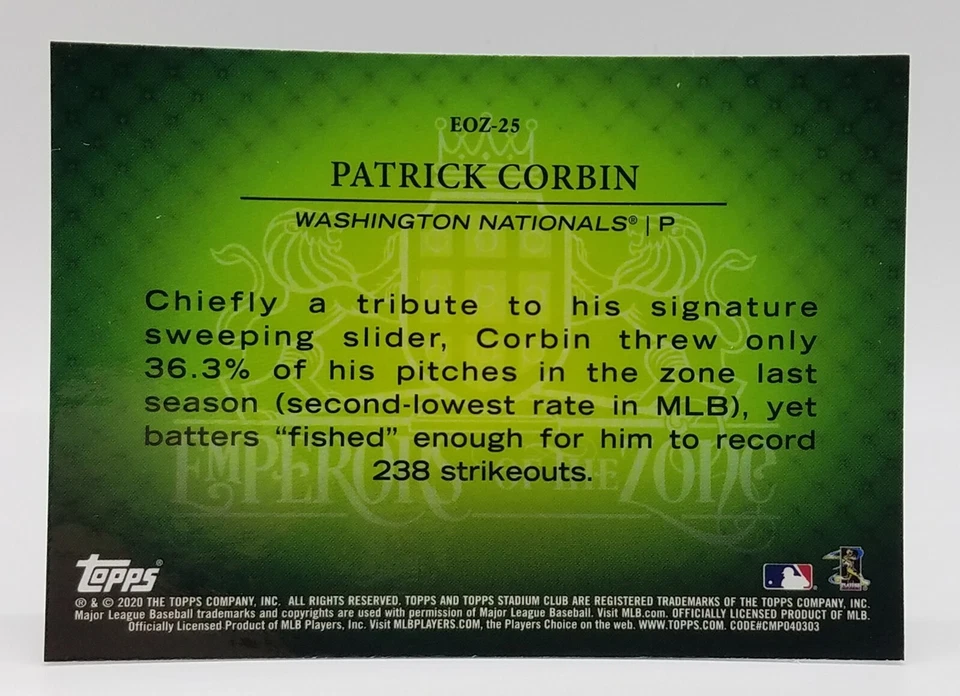 EOZ-25
PATRICK CORBIN
WASHINGTON NATIONALS® | P
Chiefly a tribute to his signature
sweeping slider, Corbin threw only
36.3% of his pitches in the zone last
season (second-lowest rate in MLB), yet
batters “fished” enough for him to record
EMPERORS OF THE ZONE
238 strikeouts.
topps®
® & © 2020 THE TOPPS COMPANY, INC. ALL RIGHTS RESERVED. TOPPS AND TOPPS STADIUM CLUB ARE REGISTERED TRADEMARKS OF THE TOPPS COMPANY, INC.
Major League Baseball trademarks and copyrights are used with permission of Major League Baseball. Visit MLB.com. OFFICIALLY LICENSED PRODUCT OF MLB.
Officially Licensed Product of MLB Players, Inc. Visit MLBPLAYERS.COM, the Players Choice on the web. WWW.TOPPS.COM. CODE#CMP040303